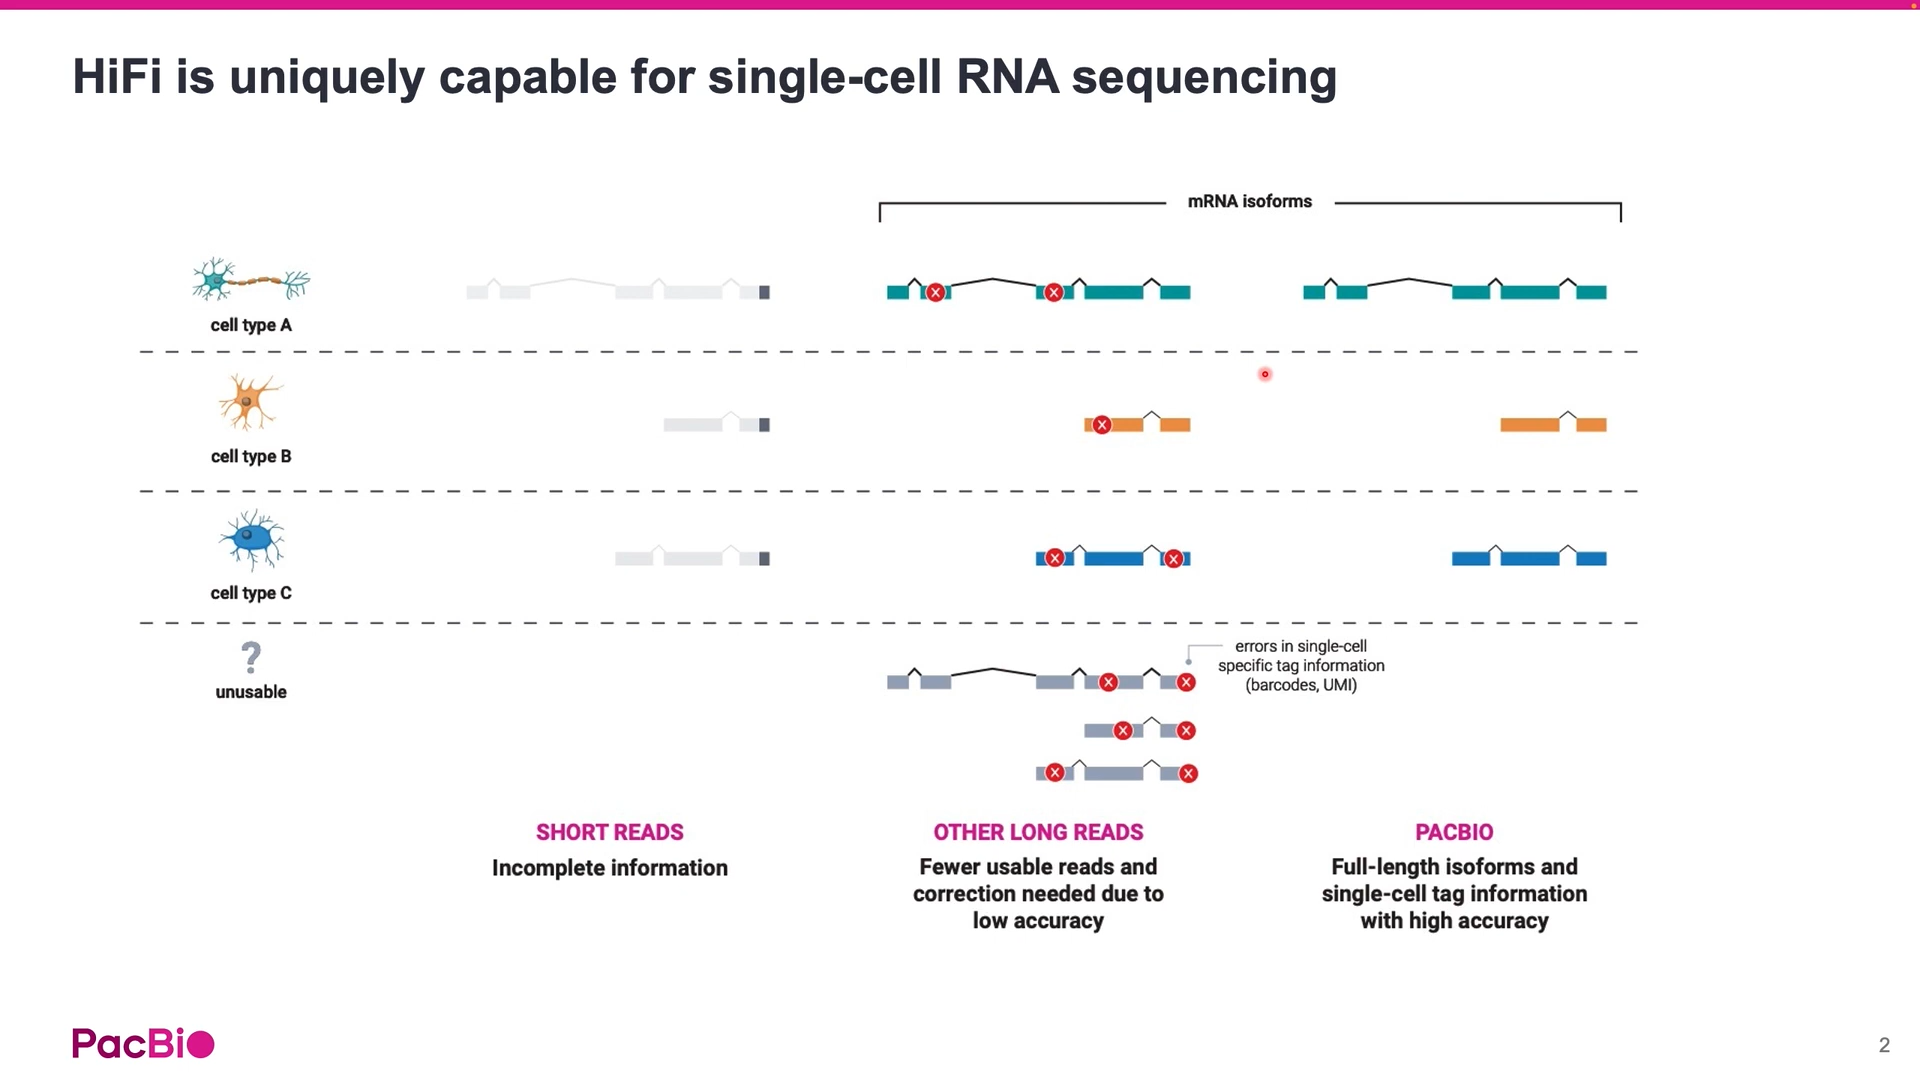 HiFi is uniquely capable for single-cell RNA sequencing
mRNA isoforms
cell type A
cell type B
cell type C
?
unusable
errors in single-cell
specific tag information
(barcodes, UMI)
SHORT READS
Incomplete information
OTHER LONG READS
Fewer usable reads and
correction needed due to
low accuracy
PACBIO
Full-length isoforms and
single-cell tag information
with high accuracy
PacBio
2